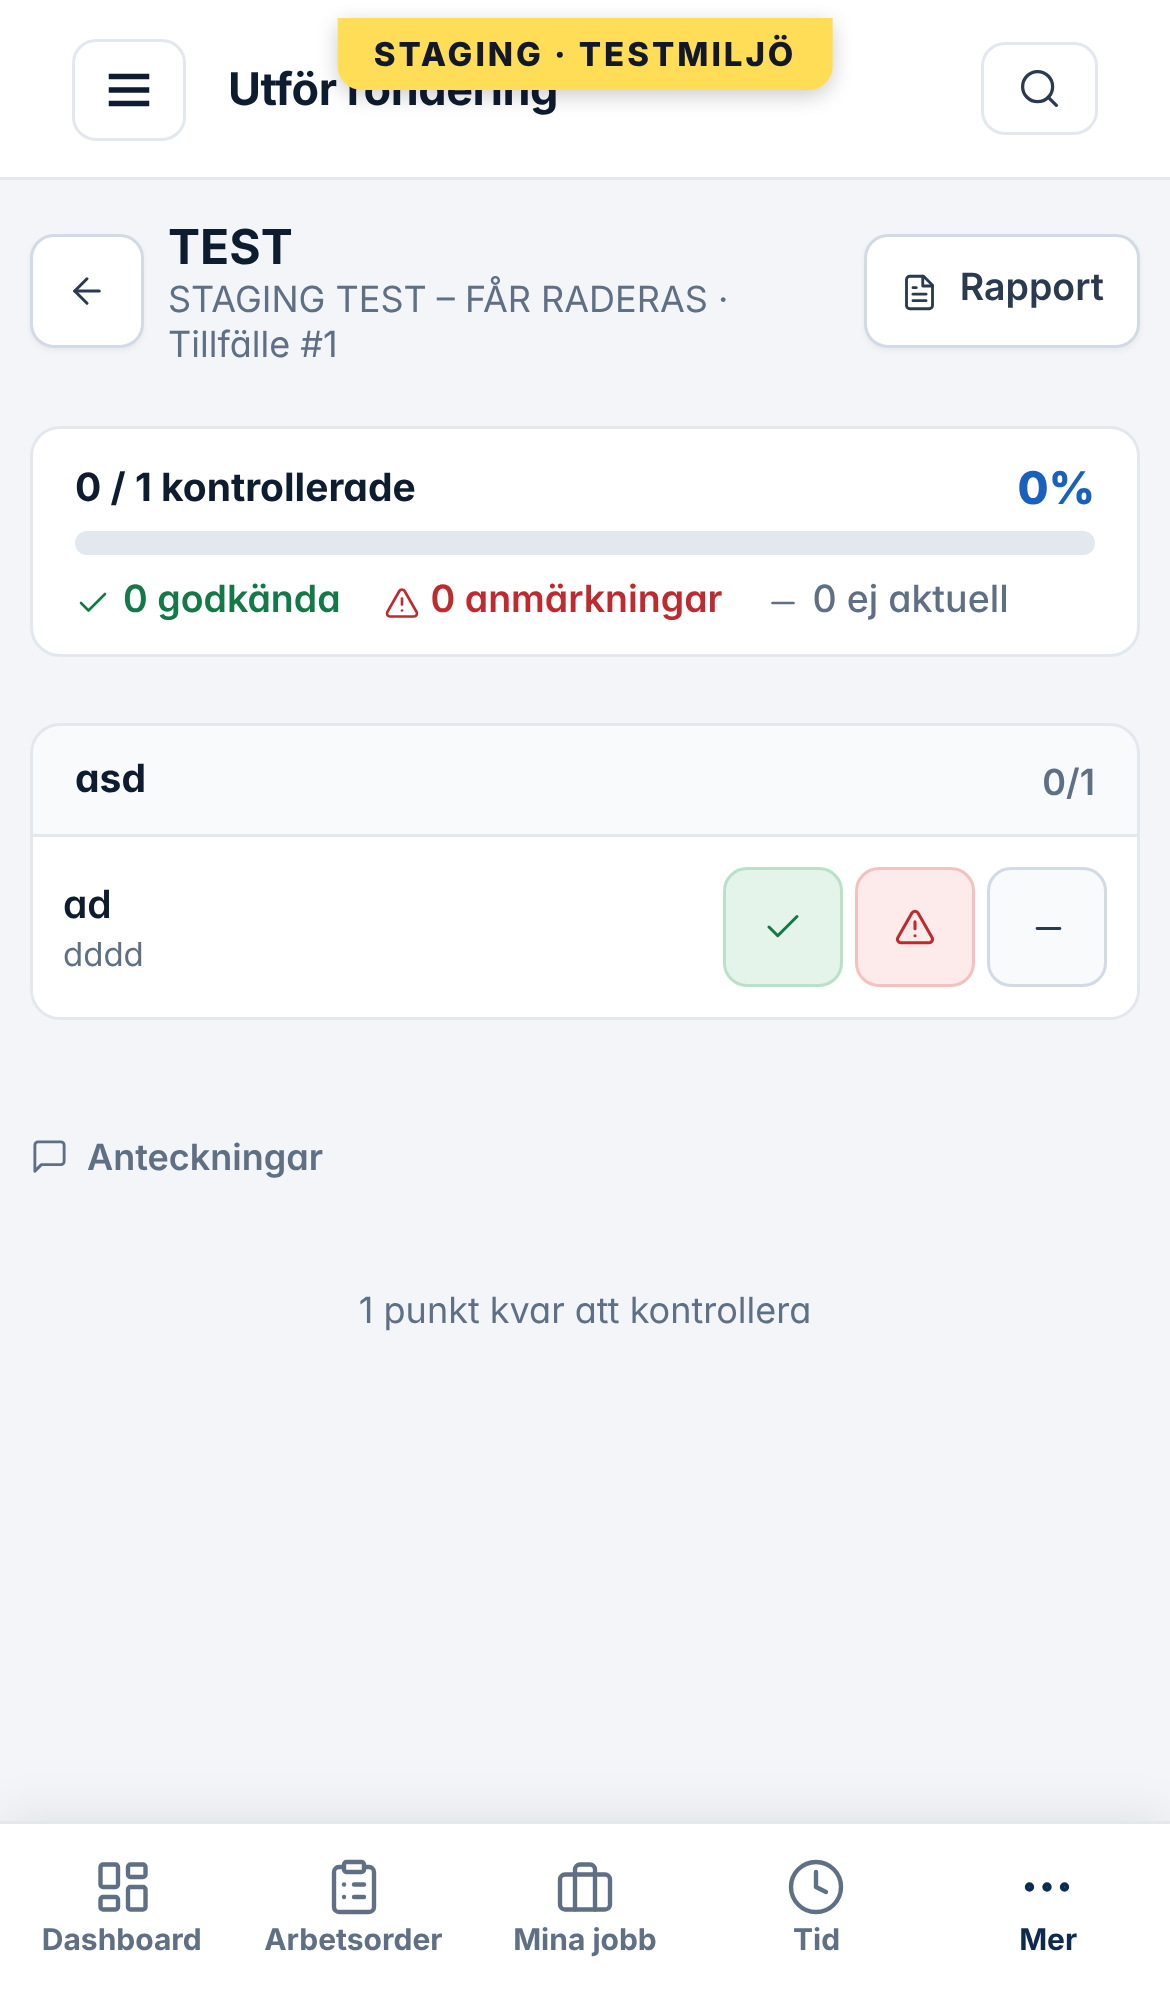 STAGING · TESTMILJÖ
Utför rondering
TEST
STAGING TEST – FÅR RADERAS ·
Tillfälle #1
Rapport
0 / 1 kontrollerade
0%
0 godkända
0 anmärkningar
0 ej aktuell
asd
0/1
ad
dddd
Anteckningar
1 punkt kvar att kontrollera
Dashboard
Arbetsorder
Mina jobb
Tid
Mer